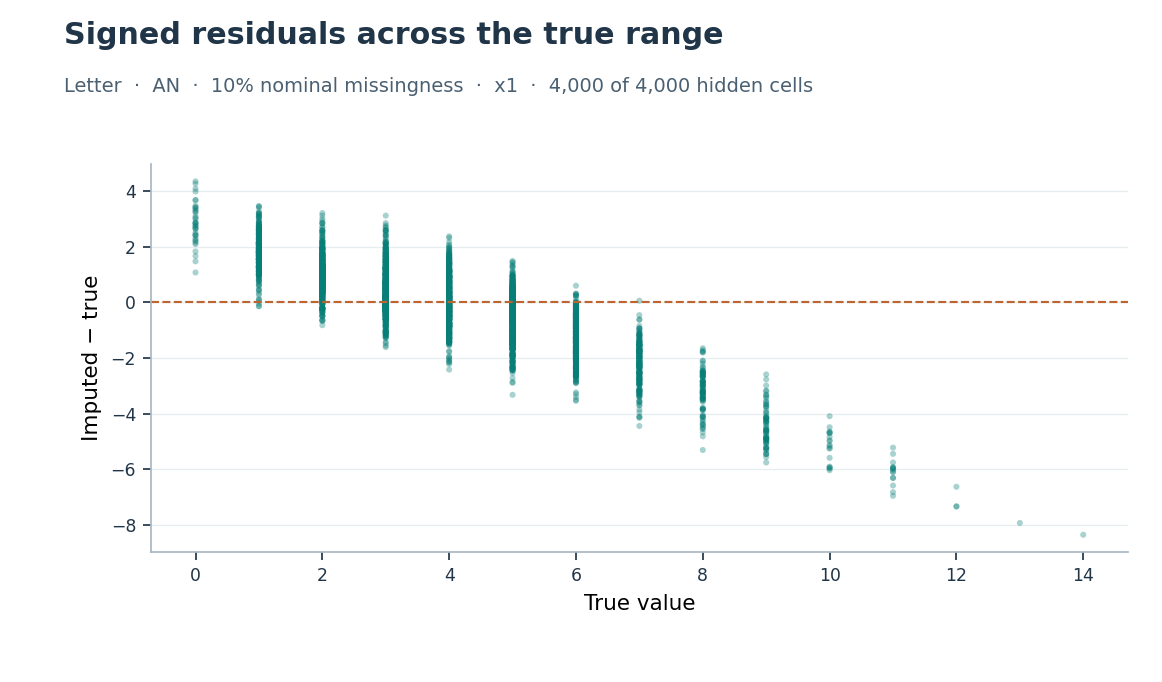 Signed residuals across the true range
Letter · AN · 10% nominal missingness · x1 · 4,000 of 4,000 hidden cells
Imputed − true
4
2
0
−2
−4
−6
−8
0 2 4 6 8 10 12 14
True value